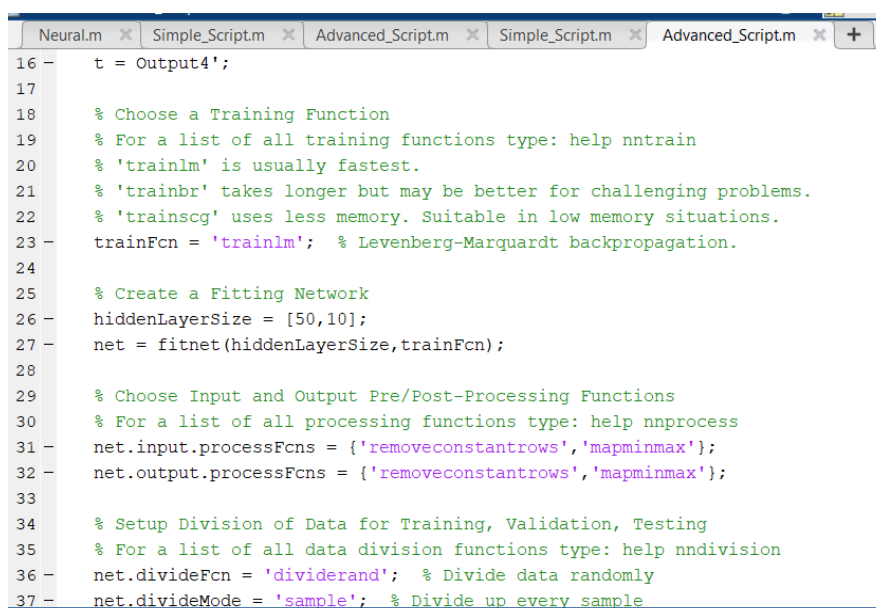 Neural.m × Simple_Script.m × Advanced_Script.m × Simple_Script.m × Advanced_Script.m × +
16 – t = Output4';
17
18 % Choose a Training Function
19 % For a list of all training functions type: help nntrain
20 % 'trainlm' is usually fastest.
21 % 'trainbr' takes longer but may be better for challenging problems.
22 % 'trainscg' uses less memory. Suitable in low memory situations.
23 – trainFcn = 'trainlm';  % Levenberg-Marquardt backpropagation.
24
25 % Create a Fitting Network
26 – hiddenLayerSize = [50,10];
27 – net = fitnet(hiddenLayerSize,trainFcn);
28
29 % Choose Input and Output Pre/Post-Processing Functions
30 % For a list of all processing functions type: help nnprocess
31 – net.input.processFcns = {'removeconstantrows','mapminmax'};
32 – net.output.processFcns = {'removeconstantrows','mapminmax'};
33
34 % Setup Division of Data for Training, Validation, Testing
35 % For a list of all data division functions type: help nndivision
36 – net.divideFcn = 'dividerand';  % Divide data randomly
37 – net.divideMode = 'sample';  % Divide up every sample